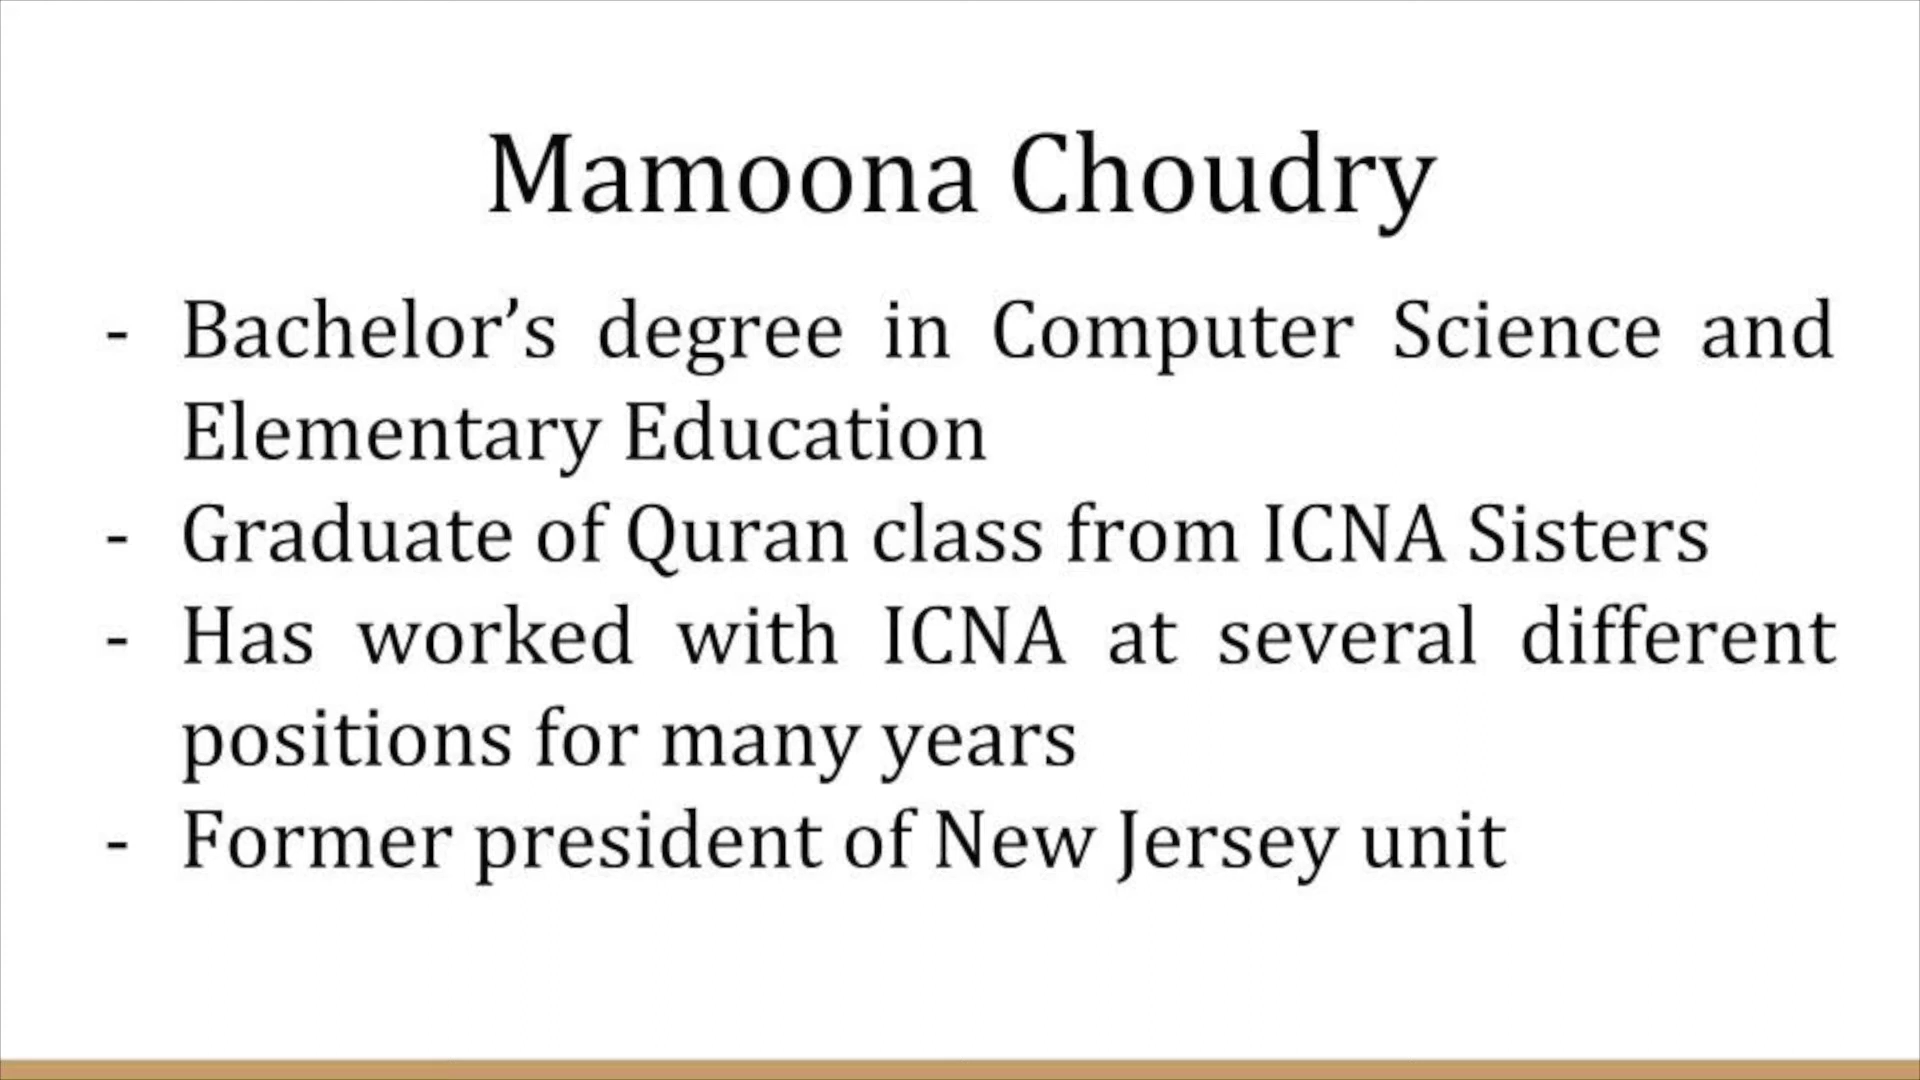 Mamoona Choudry
- Bachelor’s degree in Computer Science and
Elementary Education
- Graduate of Quran class from ICNA Sisters
- Has worked with ICNA at several different
positions for many years
- Former president of New Jersey unit